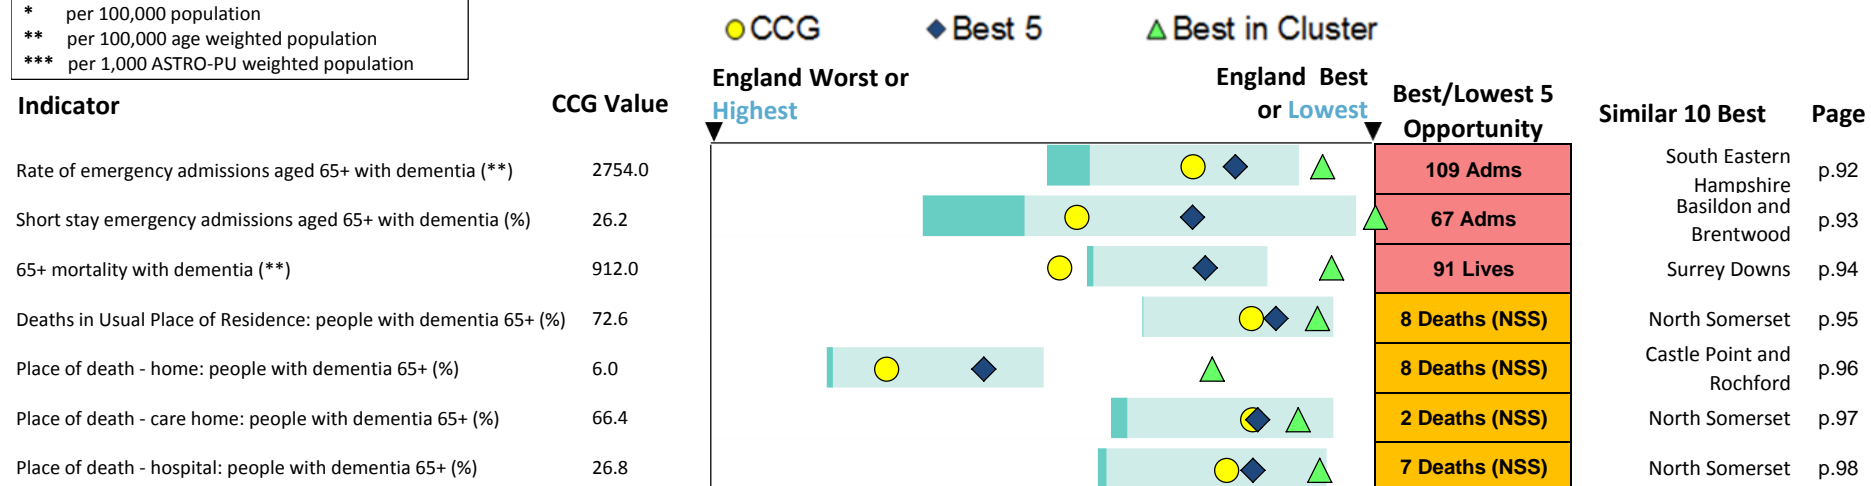 * per 100,000 population
** per 100,000 age weighted population
*** per 1,000 ASTRO-PU weighted population
CCG Best 5 Best in Cluster
Indicator
CCG Value
England Worst or
Highest
England Best
or Lowest
Best/Lowest 5
Opportunity
Similar 10 Best
Page
Rate of emergency admissions aged 65+ with dementia (**) 2754.0 109 Adms South Eastern
Hampshire p.92
Short stay emergency admissions aged 65+ with dementia (%) 26.2 67 Adms Basildon and
Brentwood p.93
65+ mortality with dementia (**) 912.0 91 Lives Surrey Downs p.94
Deaths in Usual Place of Residence: people with dementia 65+ (%) 72.6 8 Deaths (NSS) North Somerset p.95
Place of death - home: people with dementia 65+ (%) 6.0 8 Deaths (NSS) Castle Point and
Rochford p.96
Place of death - care home: people with dementia 65+ (%) 66.4 2 Deaths (NSS) North Somerset p.97
Place of death - hospital: people with dementia 65+ (%) 26.8 7 Deaths (NSS) North Somerset p.98